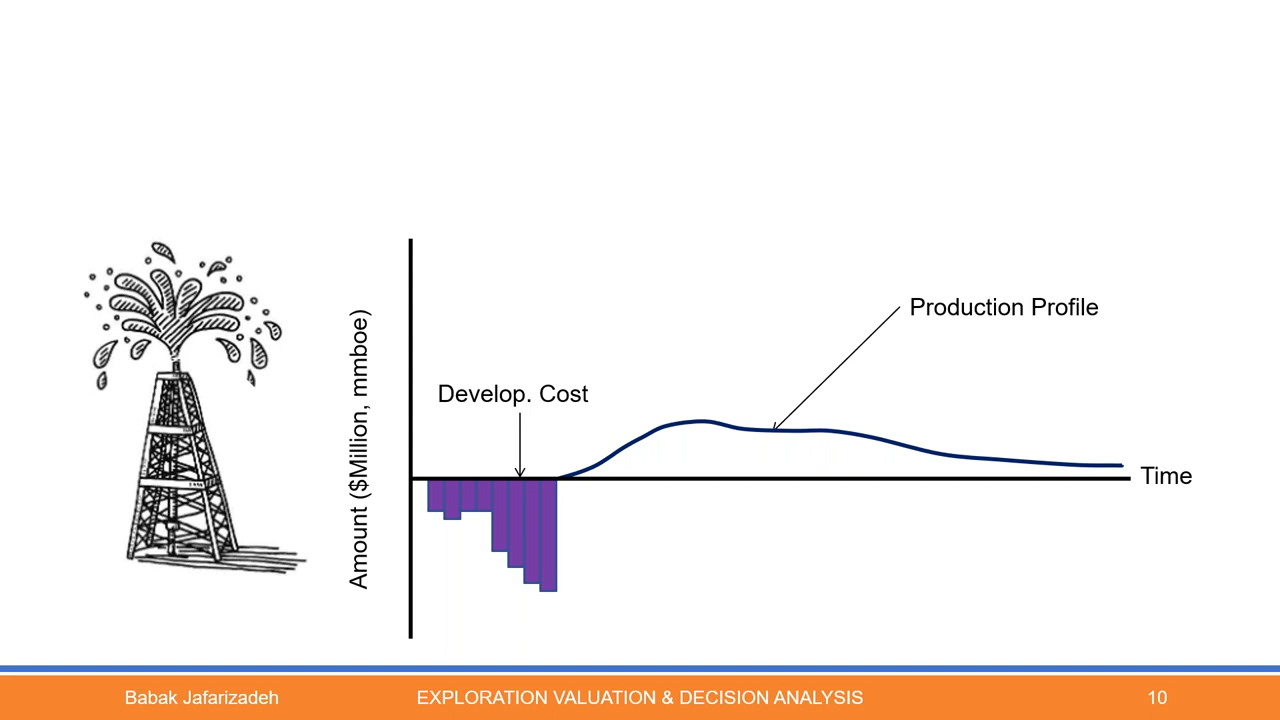 Production Profile
Develop. Cost
Amount ($Million, mmboe)
Time
Babak Jafarizadeh
EXPLORATION VALUATION & DECISION ANALYSIS
10